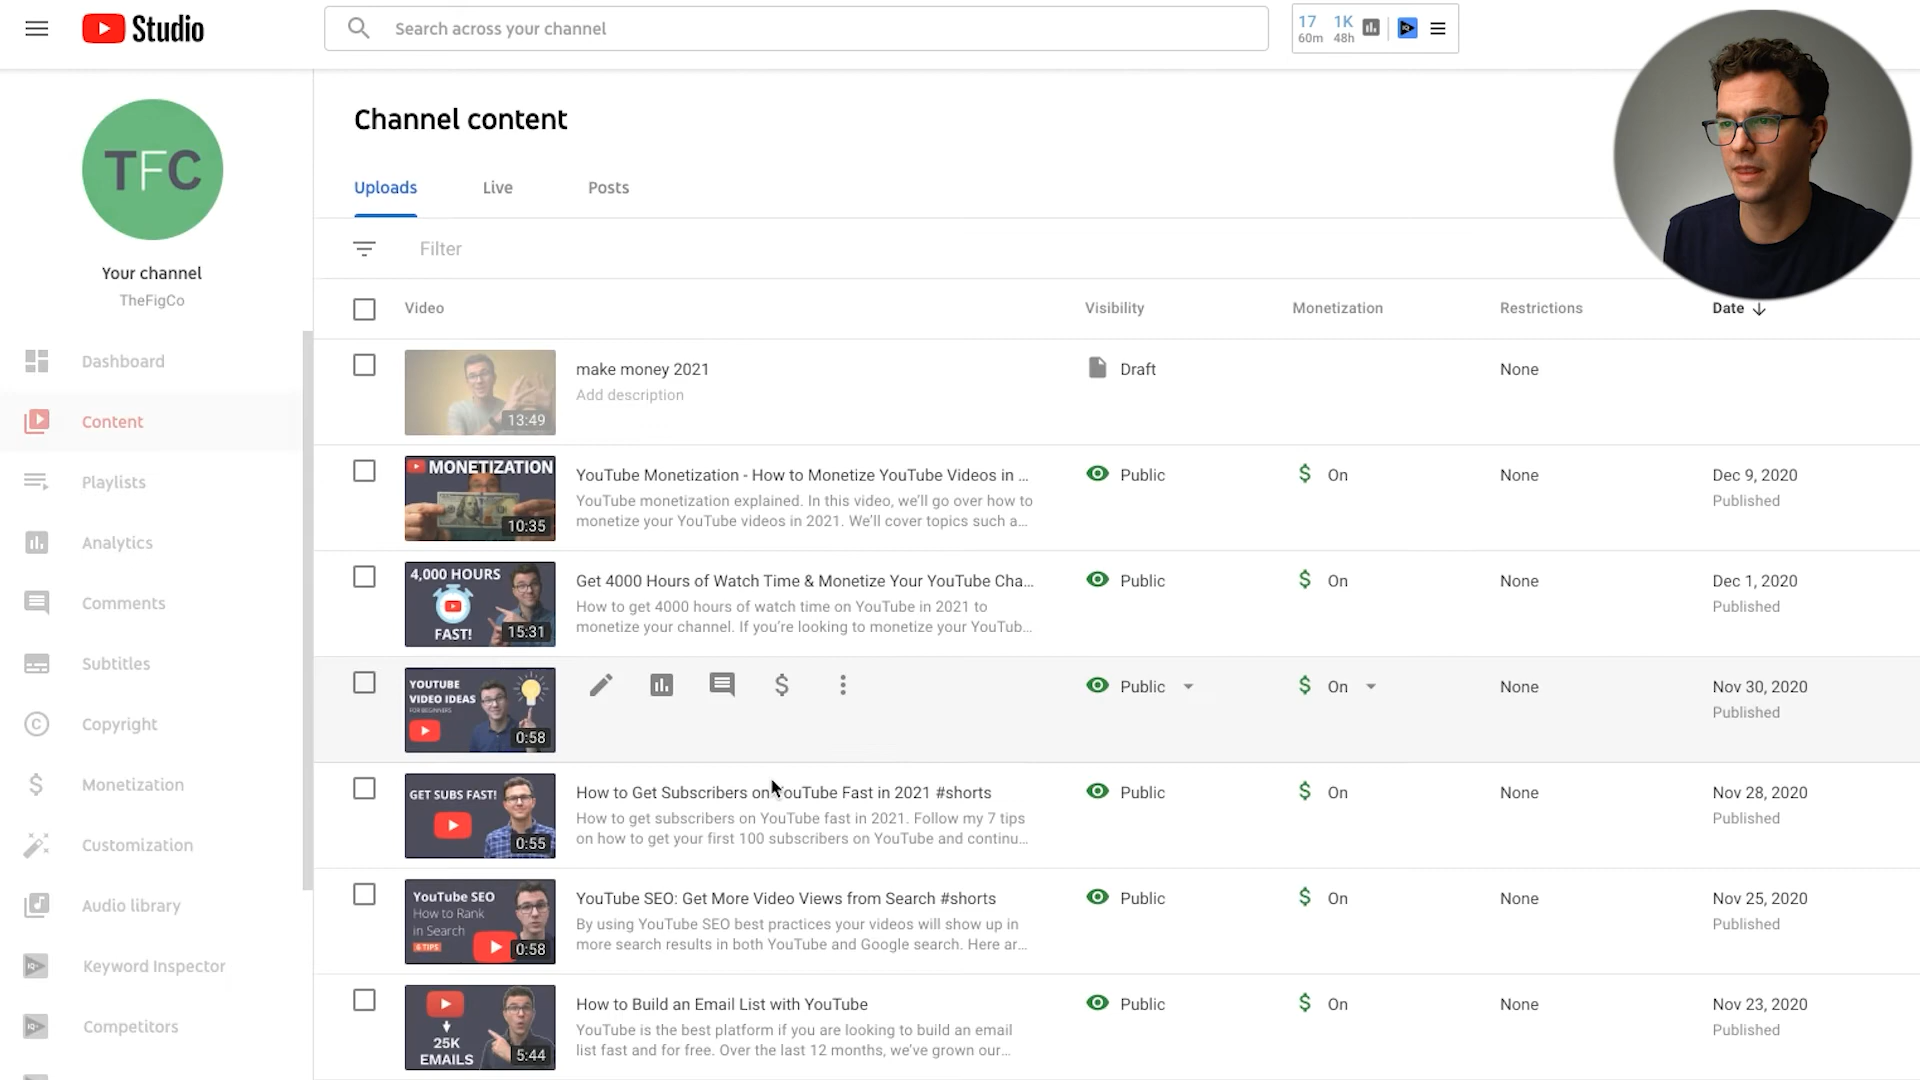 Studio
Search across your channel
17 1K
60m 48h
TFC
Your channel
TheFigCo
Dashboard
Content
Playlists
Analytics
Comments
Subtitles
Copyright
Monetization
Customization
Audio library
Keyword Inspector
Competitors
Channel content
Uploads Live Posts
Filter
Video Visibility Monetization Restrictions Date
13:49
make money 2021 Draft None
Add description
MONETIZATION
10:35
YouTube Monetization - How to Monetize YouTube Videos in ... Public On None Dec 9, 2020
YouTube monetization explained. In this video, we'll go over how to Published
monetize your YouTube videos in 2021. We'll cover topics such a...
4,000 HOURS
FAST!
15:31
Get 4000 Hours of Watch Time & Monetize Your YouTube Cha... Public On None Dec 1, 2020
How to get 4000 hours of watch time on YouTube in 2021 to Published
monetize your channel. If you're looking to monetize your YouTub...
YOUTUBE
VIDEO IDEAS
FOR BEGINNERS
0:58
Public On None Nov 30, 2020
Published
GET SUBS FAST!
0:55
How to Get Subscribers on YouTube Fast in 2021 #shorts Public On None Nov 28, 2020
How to get subscribers on YouTube fast in 2021. Follow my 7 tips Published
on how to get your first 100 subscribers on YouTube and continu...
YouTube SEO
How to Rank
in Search
6 TIPS
0:58
YouTube SEO: Get More Video Views from Search #shorts Public On None Nov 25, 2020
By using YouTube SEO best practices your videos will show up in Published
more search results in both YouTube and Google search. Here ar...
25K
EMAILS
5:44
How to Build an Email List with YouTube Public On None Nov 23, 2020
YouTube is the best platform if you are looking to build an email Published
list fast and for free. Over the last 12 months, we've grown our...